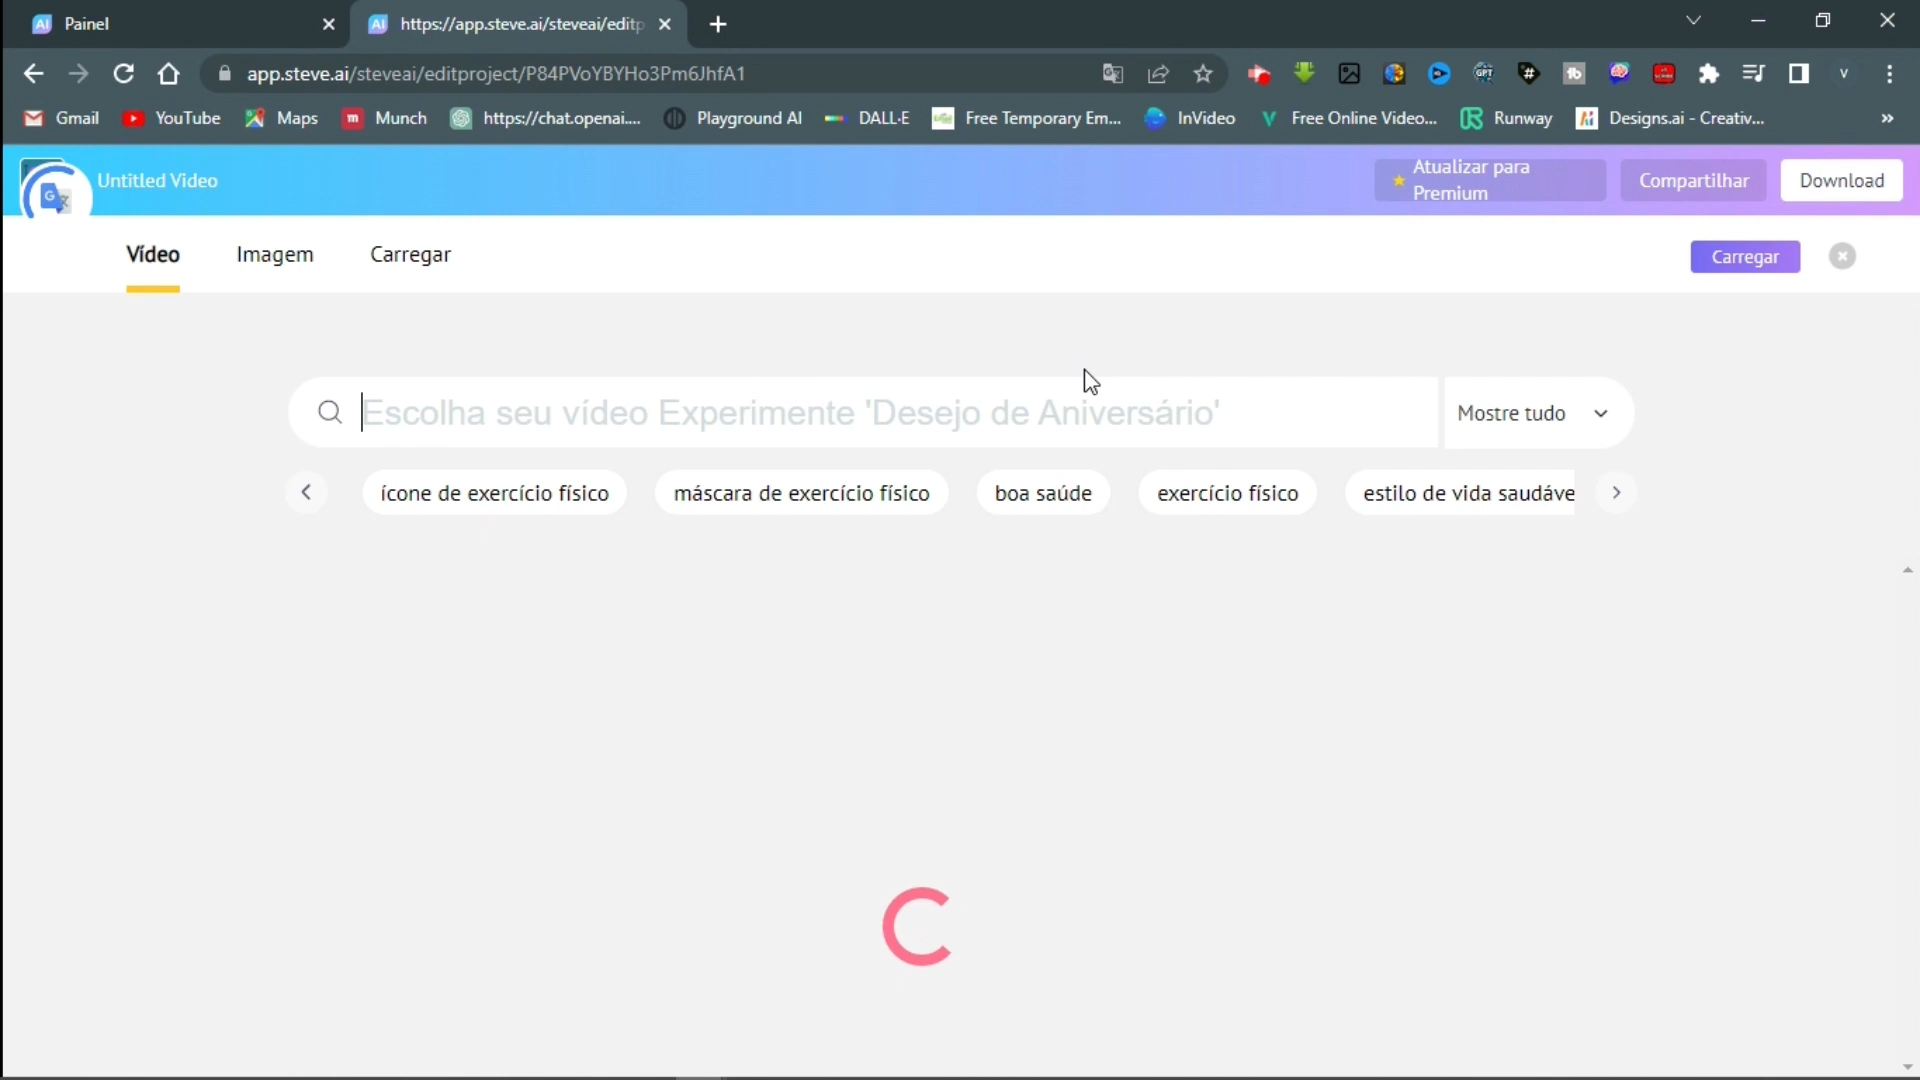 Painel
https://app.steve.ai/steveai/editp
app.steve.ai/steveai/editproject/P84PVoYBYHo3Pm6JhfA1
GPT
v
Gmail
YouTube
Maps
Munch
https://chat.openai....
Playground AI
DALL·E
Free Temporary Em...
InVideo
Free Online Video...
Runway
Designs.ai - Creativ...
»
Untitled Video
Atualizar para
Premium
Compartilhar
Download
Vídeo
Imagem
Carregar
Carregar
Escolha seu vídeo Experimente 'Desejo de Aniversário'
Mostre tudo
ícone de exercício físico
máscara de exercício físico
boa saúde
exercício físico
estilo de vida saudáve